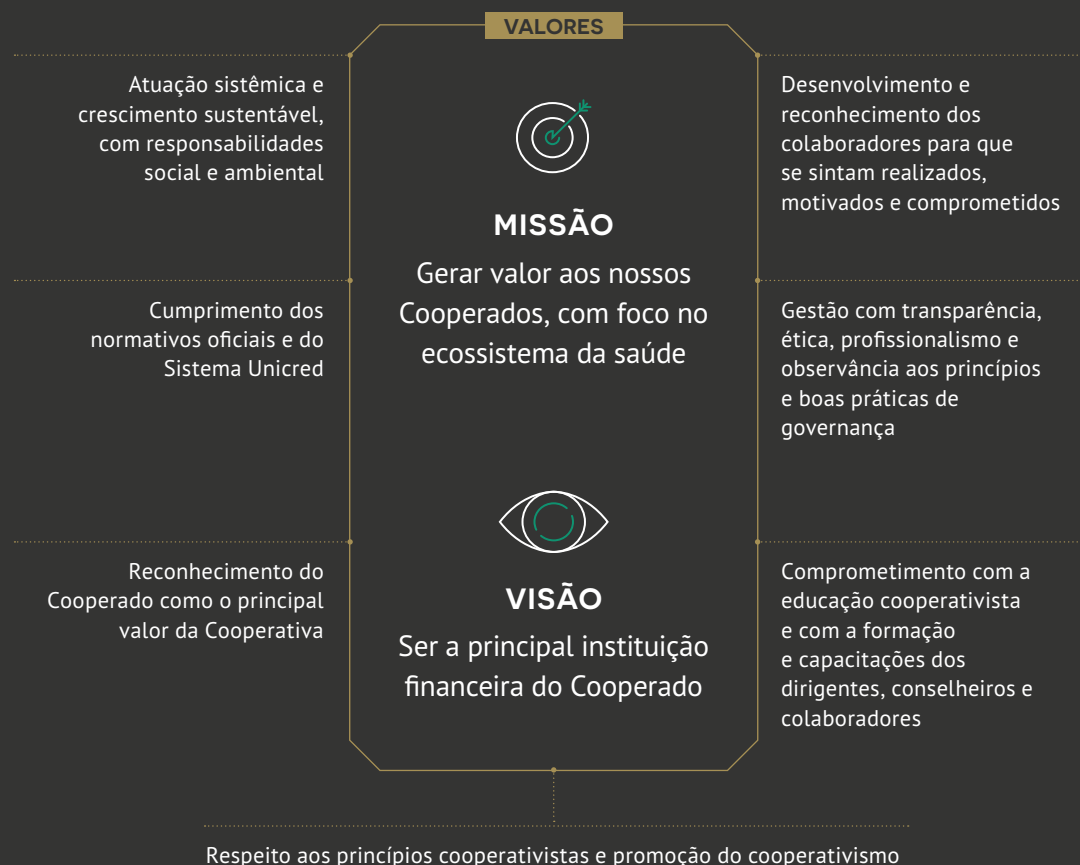 VALORES
Atuação sistêmica e
crescimento sustentável,
com responsabilidades
social e ambiental
Cumprimento dos
normativos oficiais e do
Sistema Unicred
Reconhecimento do
Cooperado como o principal
valor da Cooperativa
MISSÃO
Gerar valor aos nossos
Cooperados, com foco no
ecossistema da saúde
VISÃO
Ser a principal instituição
financeira do Cooperado
Desenvolvimento e
reconhecimento dos
colaboradores para que
se sintam realizados,
motivados e comprometidos
Gestão com transparência,
ética, profissionalismo e
observância aos princípios
e boas práticas de
governança
Comprometimento com a
educação cooperativista
e com a formação
e capacitações dos
dirigentes, conselheiros e
colaboradores
Respeito aos princípios cooperativistas e promoção do cooperativismo